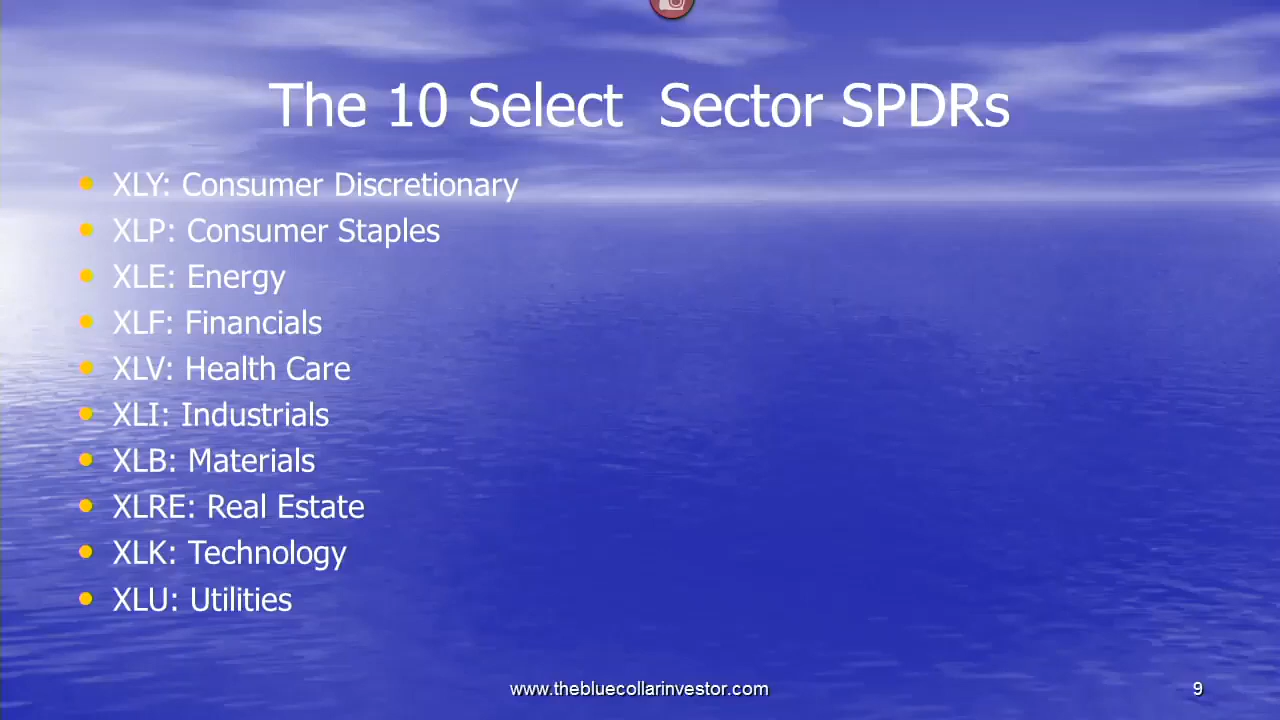 The 10 Select  Sector SPDRs
XLY: Consumer Discretionary
XLP: Consumer Staples
XLE: Energy
XLF: Financials
XLV: Health Care
XLI: Industrials
XLB: Materials
XLRE: Real Estate
XLK: Technology
XLU: Utilities
www.thebluecollarinvestor.com
9